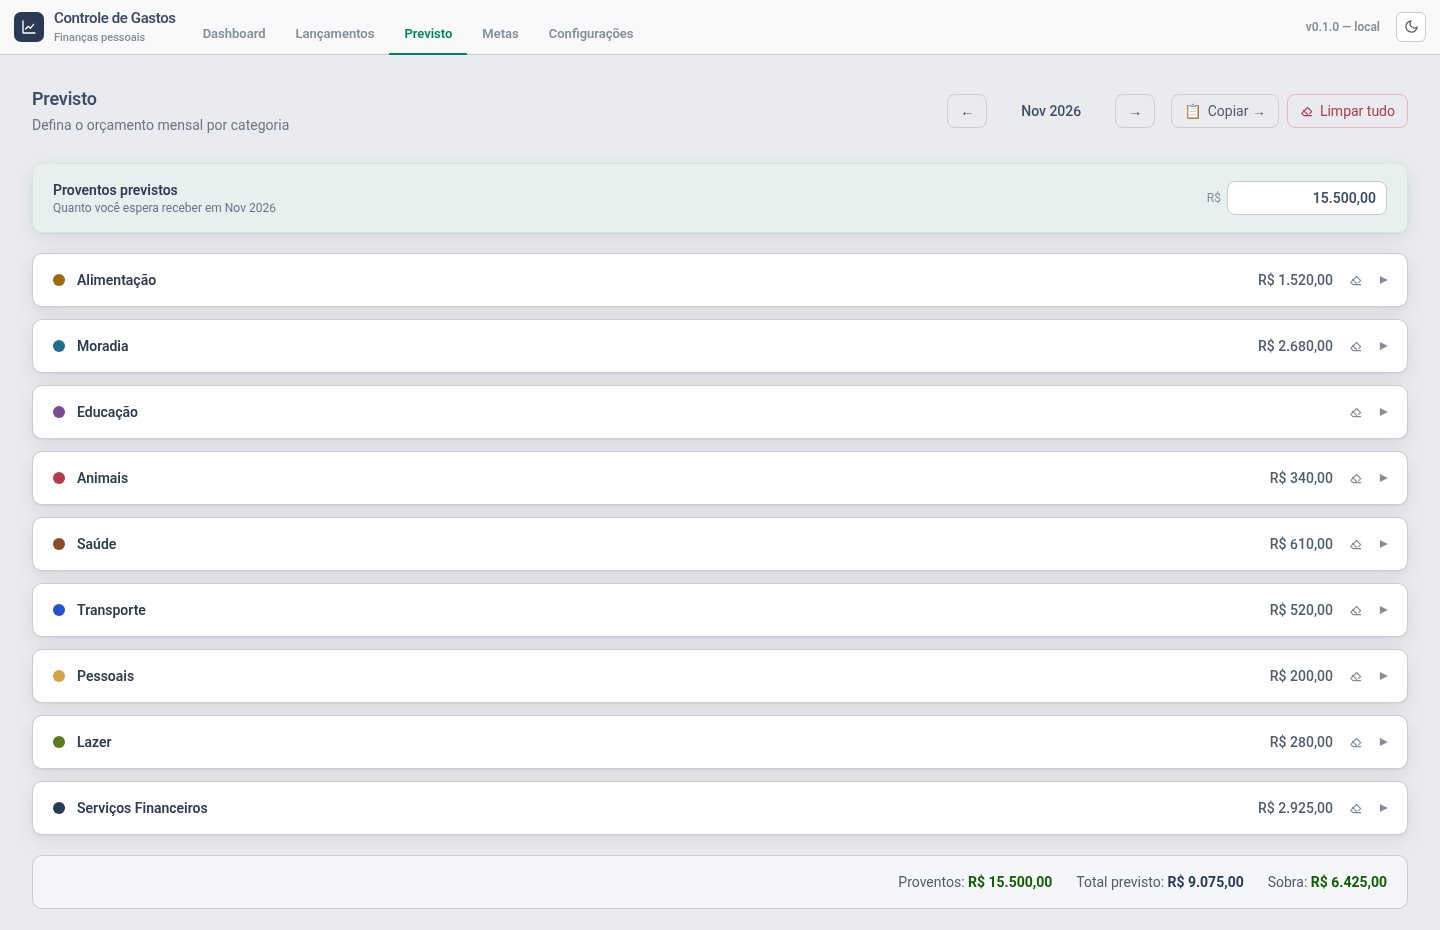 Controle de Gastos
Finanças pessoais
Dashboard
Lançamentos
Previsto
Metas
Configurações
v0.1.0 — local
Previsto
Defina o orçamento mensal por categoria
←
Nov 2026
→
📋 Copiar →
Limpar tudo
Proventos previstos
Quanto você espera receber em Nov 2026
R$ 15.500,00
Alimentação R$ 1.520,00 ▶
Moradia R$ 2.680,00 ▶
Educação ▶
Animais R$ 340,00 ▶
Saúde R$ 610,00 ▶
Transporte R$ 520,00 ▶
Pessoais R$ 200,00 ▶
Lazer R$ 280,00 ▶
Serviços Financeiros R$ 2.925,00 ▶
Proventos: R$ 15.500,00 Total previsto: R$ 9.075,00 Sobra: R$ 6.425,00